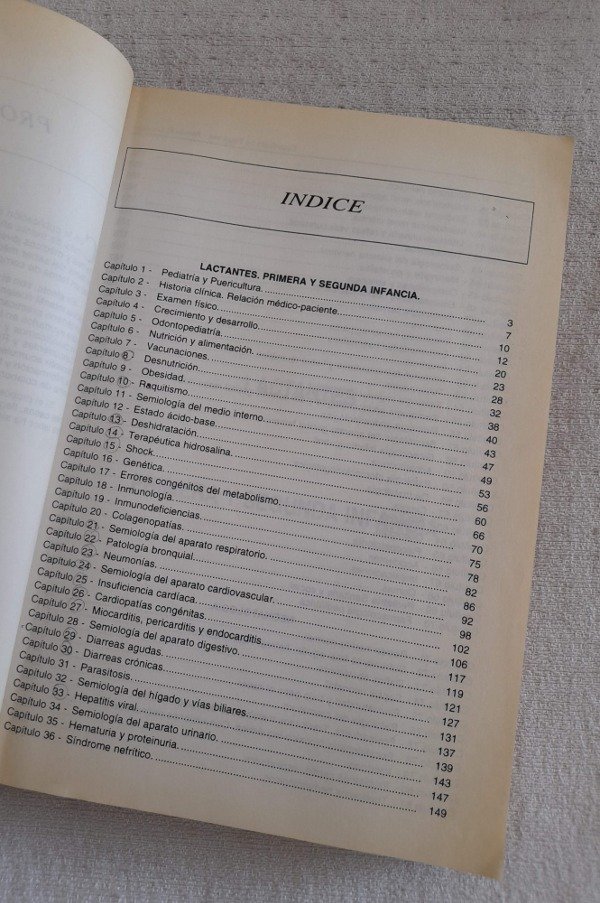 INDICE
LACTANTES. PRIMERA Y SEGUNDA INFANCIA.
Capítulo 1 - Pediatría y Puericultura. 3
Capítulo 2 - Historia clínica. Relación médico-paciente. 7
Capítulo 3 - Examen físico. 10
Capítulo 4 - Crecimiento y desarrollo. 12
Capítulo 5 - Odontopediatría. 20
Capítulo 6 - Nutrición y alimentación. 23
Capítulo 7 - Vacunaciones. 28
Capítulo 8 - Desnutrición. 32
Capítulo 9 - Obesidad. 38
Capítulo 10 - Raquitismo. 40
Capítulo 11 - Semiología del medio interno. 43
Capítulo 12 - Estado ácido-base. 47
Capítulo 13 - Deshidratación. 49
Capítulo 14 - Terapéutica hidrosalina. 53
Capítulo 15 - Shock. 56
Capítulo 16 - Genética. 60
Capítulo 17 - Errores congénitos del metabolismo. 66
Capítulo 18 - Inmunología. 70
Capítulo 19 - Inmunodeficiencias. 75
Capítulo 20 - Colagenopatías. 78
Capítulo 21 - Semiología del aparato respiratorio. 82
Capítulo 22 - Patología bronquial. 86
Capítulo 23 - Neumonías. 92
Capítulo 24 - Semiología del aparato cardiovascular. 98
Capítulo 25 - Insuficiencia cardíaca. 102
Capítulo 26 - Cardiopatías congénitas. 106
Capítulo 27 - Miocarditis, pericarditis y endocarditis. 117
Capítulo 28 - Semiología del aparato digestivo. 119
Capítulo 29 - Diarreas agudas. 121
Capítulo 30 - Diarreas crónicas. 127
Capítulo 31 - Parasitosis. 131
Capítulo 32 - Semiología del hígado y vías biliares. 137
Capítulo 33 - Hepatitis viral. 139
Capítulo 34 - Semiología del aparato urinario. 143
Capítulo 35 - Hematuria y proteinuria. 147
Capítulo 36 - Síndrome nefrítico. 149